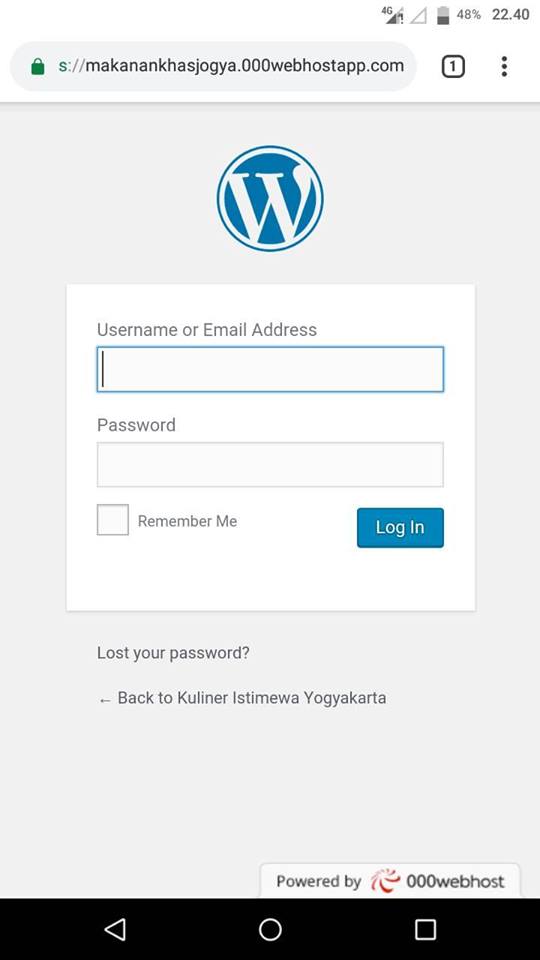 4G 48% 22.40
s://makanankhasjogya.000webhostapp.com 1
W
Username or Email Address
Password
Remember Me
Log In
Lost your password?
← Back to Kuliner Istimewa Yogyakarta
Powered by 000webhost